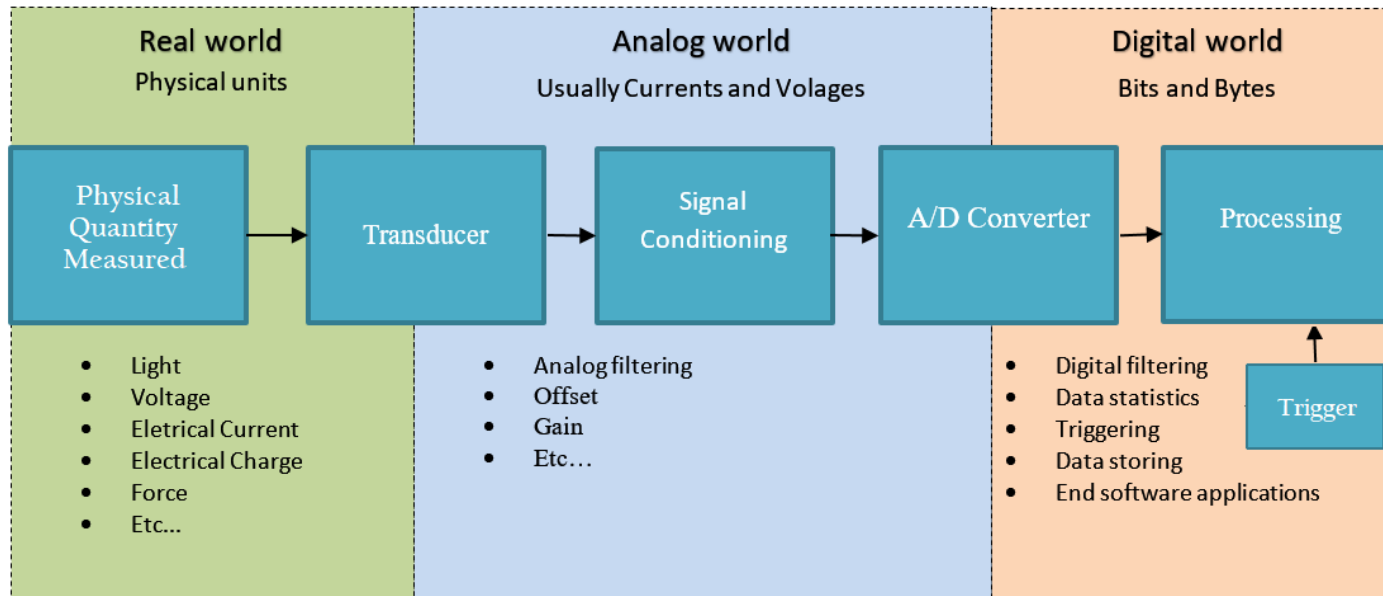 Real world
Physical units
Analog world
Usually Currents and Volages
Digital world
Bits and Bytes
Physical
Quantity
Measured
Transducer
Signal
Conditioning
A/D Converter
Processing
• Light
• Voltage
• Eletrical Current
• Electrical Charge
• Force
• Etc...
• Analog filtering
• Offset
• Gain
• Etc…
• Digital filtering
• Data statistics
• Triggering
• Data storing
• End software applications
Trigger